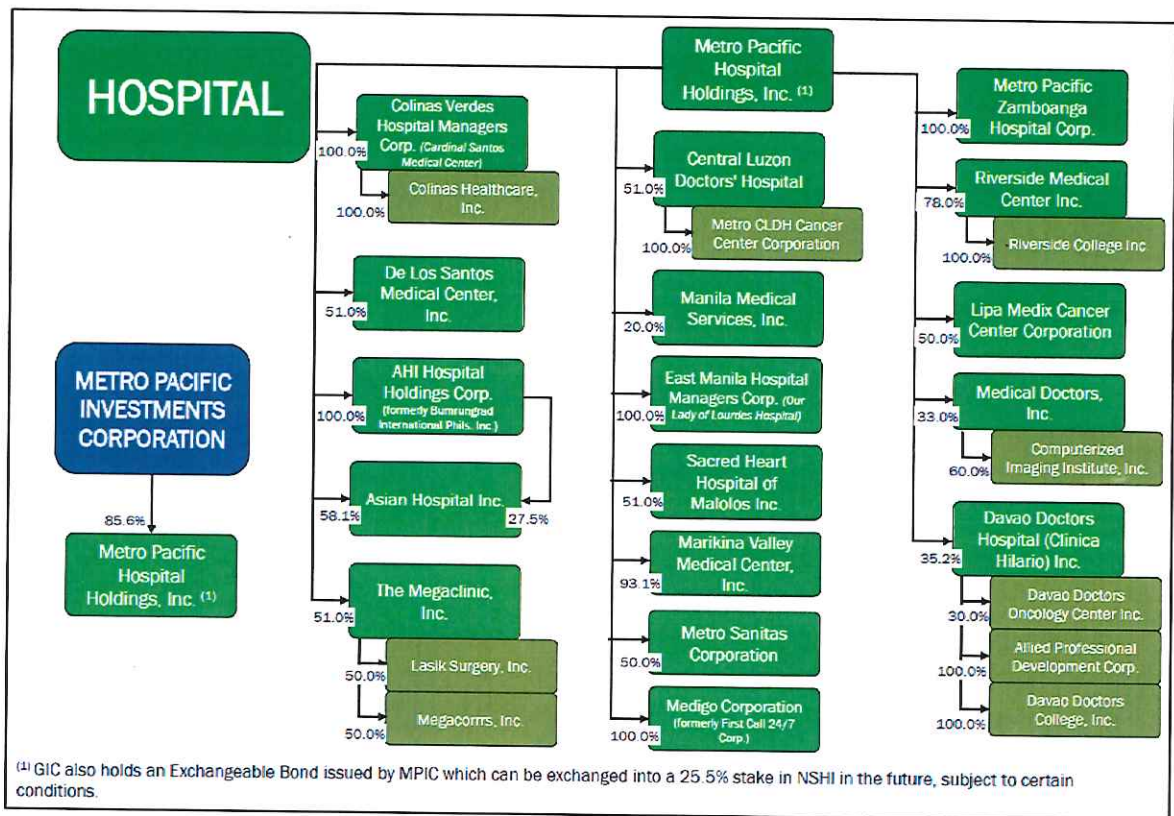 HOSPITAL
METRO PACIFIC
INVESTMENTS
CORPORATION
85.6%
Metro Pacific
Hospital
Holdings, Inc. (1)
Metro Pacific
Hospital
Holdings, Inc. (1)
Colinas Verdes
Hospital Managers
Corp. (Cardinal Santos
Medical Center)
100.0%
Colinas Healthcare,
Inc.
100.0%
De Los Santos
Medical Center,
Inc.
51.0%
AHI Hospital
Holdings Corp.
(formerly Bumrungrad
International Phils. Inc.)
100.0%
Asian Hospital Inc.
58.1%
27.5%
The Megaclinic,
Inc.
51.0%
Lasik Surgery, Inc.
50.0%
Megacorrrs, Inc.
50.0%
Central Luzon
Doctors' Hospital
51.0%
Metro CLDH Cancer
Center Corporation
100.0%
Manila Medical
Services, Inc.
20.0%
East Manila Hospital
Managers Corp. (Our
Lady of Lourdes Hospital)
100.0%
Sacred Heart
Hospital of
Malolos Inc.
51.0%
Marikina Valley
Medical Center,
Inc.
93.1%
Metro Sanitas
Corporation
50.0%
Medigo Corporation
(formerly First Call 24/7
Corp.)
100.0%
Metro Pacific
Zamboanga
Hospital Corp.
100.0%
Riverside Medical
Center Inc.
78.0%
Riverside College Inc
100.0%
Lipa Medix Cancer
Center Corporation
50.0%
Medical Doctors,
Inc.
33.0%
Computerized
Imaging Institute, Inc.
60.0%
Davao Doctors
Hospital (Clinica
Hilario) Inc.
35.2%
Davao Doctors
Oncology Center Inc.
30.0%
Allied Professional
Development Corp.
100.0%
Davao Doctors
College, Inc.
100.0%
(1) GIC also holds an Exchangeable Bond issued by MPIC which can be exchanged into a 25.5% stake in NSHI in the future, subject to certain
conditions.